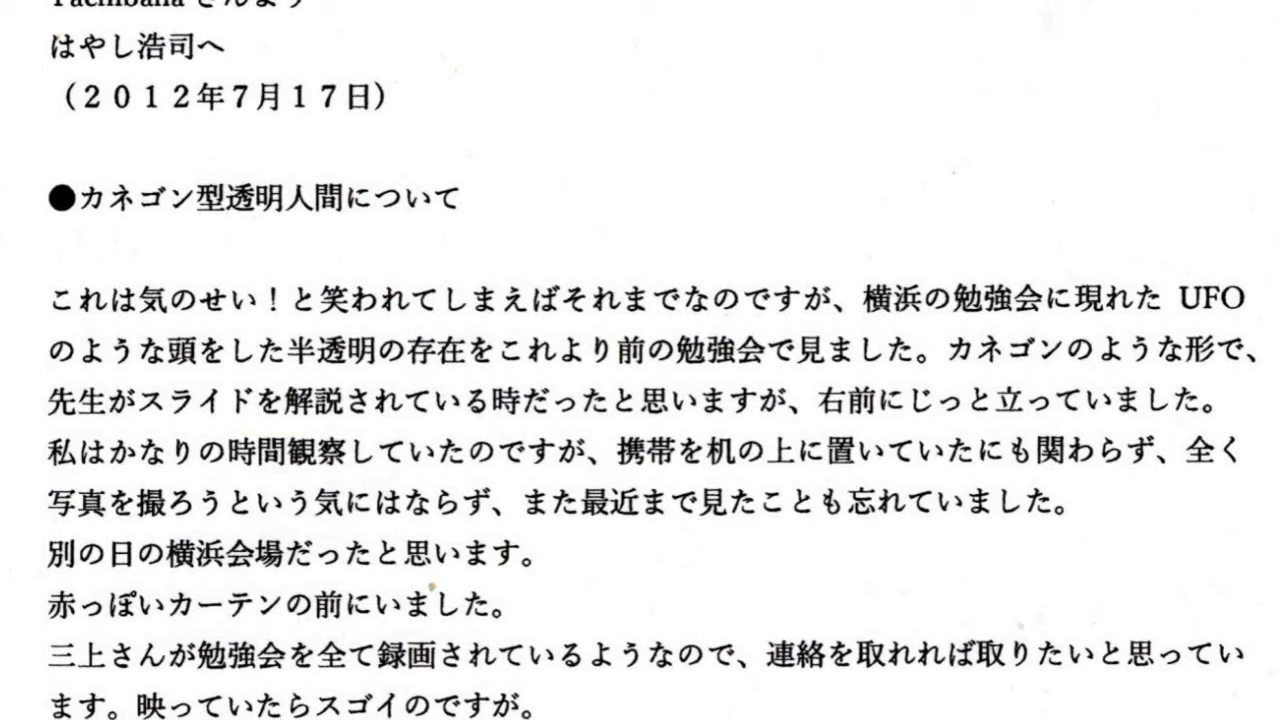 Tachibana さんより
はやし浩司へ
（２０１２年７月１７日）
●カネゴン型透明人間について
これは気のせい！と笑われてしまえばそれまでなのですが、横浜の勉強会に現れた UFO
のような頭をした半透明の存在をこれより前の勉強会で見ました。カネゴンのような形で、
先生がスライドを解説されている時だったと思いますが、右前にじっと立っていました。
私はかなりの時間観察していたのですが、携帯を机の上に置いていたにも関わらず、全く
写真を撮ろうという気にはならず、また最近まで見たことも忘れていました。
別の日の横浜会場だったと思います。
赤っぽいカーテンの前にいました。
三上さんが勉強会を全て録画されているようなので、連絡を取れれば取りたいと思ってい
ます。映っていたらスゴイのですが。